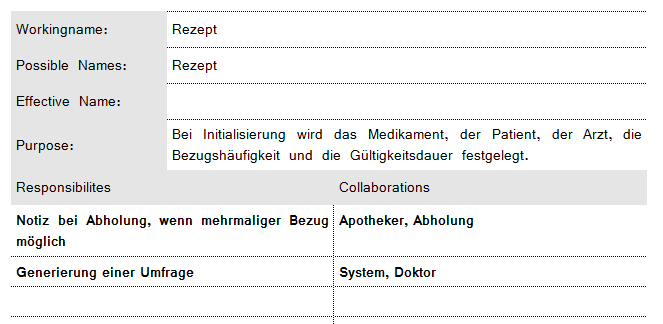 Workingname: Rezept
Possible Names: Rezept
Effective Name:
Purpose: Bei Initialisierung wird das Medikament, der Patient, der Arzt, die
Bezugshäufigkeit und die Gültigkeitsdauer festgelegt.
Responsibilites Collaborations
Notiz bei Abholung, wenn mehrmaliger Bezug Apotheker, Abholung
möglich
Generierung einer Umfrage System, Doktor